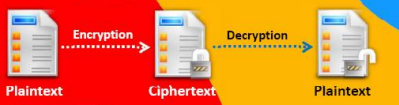 Encryption
Decryption
Plaintext
Ciphertext
Plaintext